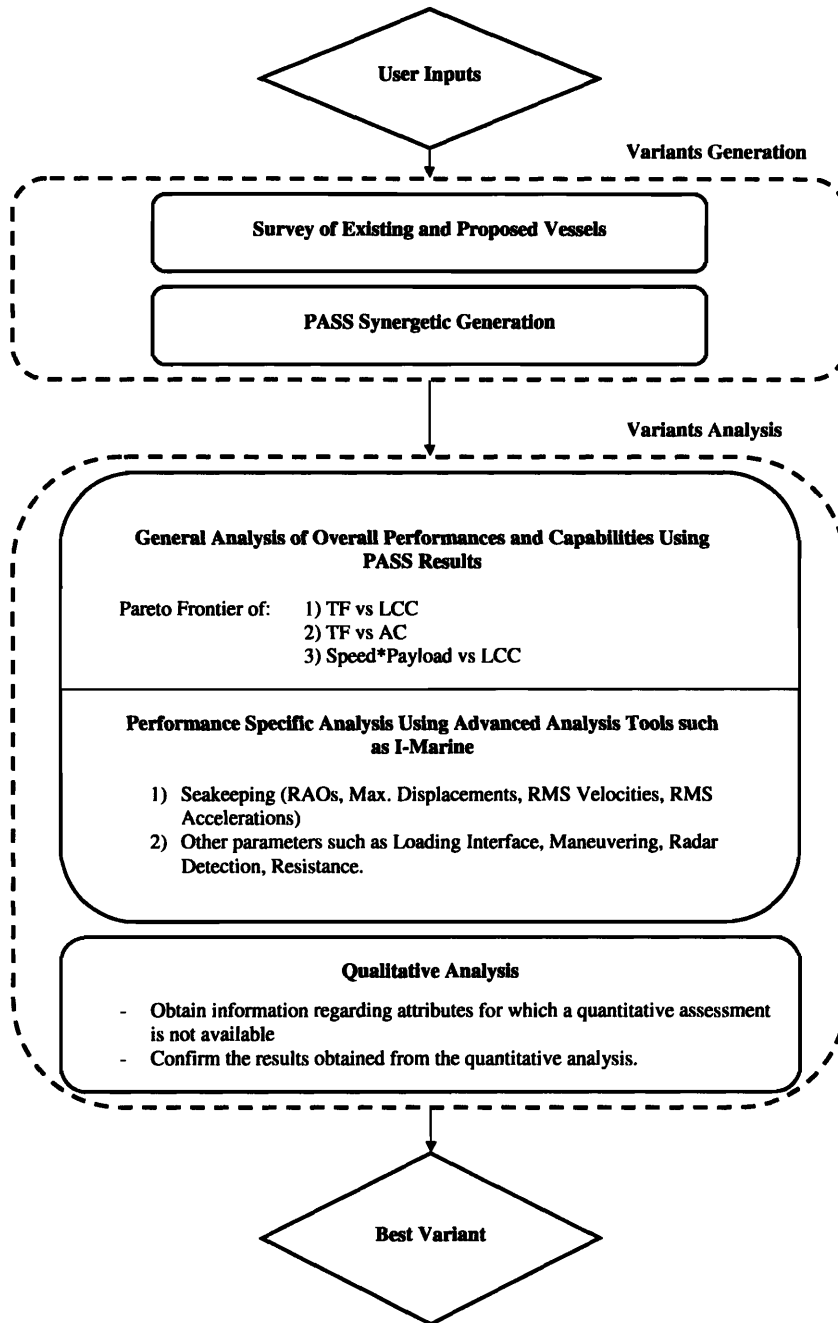 User Inputs
Variants Generation
Survey of Existing and Proposed Vessels
PASS Synergetic Generation
Variants Analysis
General Analysis of Overall Performances and Capabilities Using
PASS Results
Pareto Frontier of: 1) TF vs LCC
2) TF vs AC
3) Speed*Payload vs LCC
Performance Specific Analysis Using Advanced Analysis Tools such
as I-Marine
1) Seakeeping (RAOs, Max. Displacements, RMS Velocities, RMS
Accelerations)
2) Other parameters such as Loading Interface, Maneuvering, Radar
Detection, Resistance.
Qualitative Analysis
- Obtain information regarding attributes for which a quantitative assessment
is not available
- Confirm the results obtained from the quantitative analysis.
Best Variant